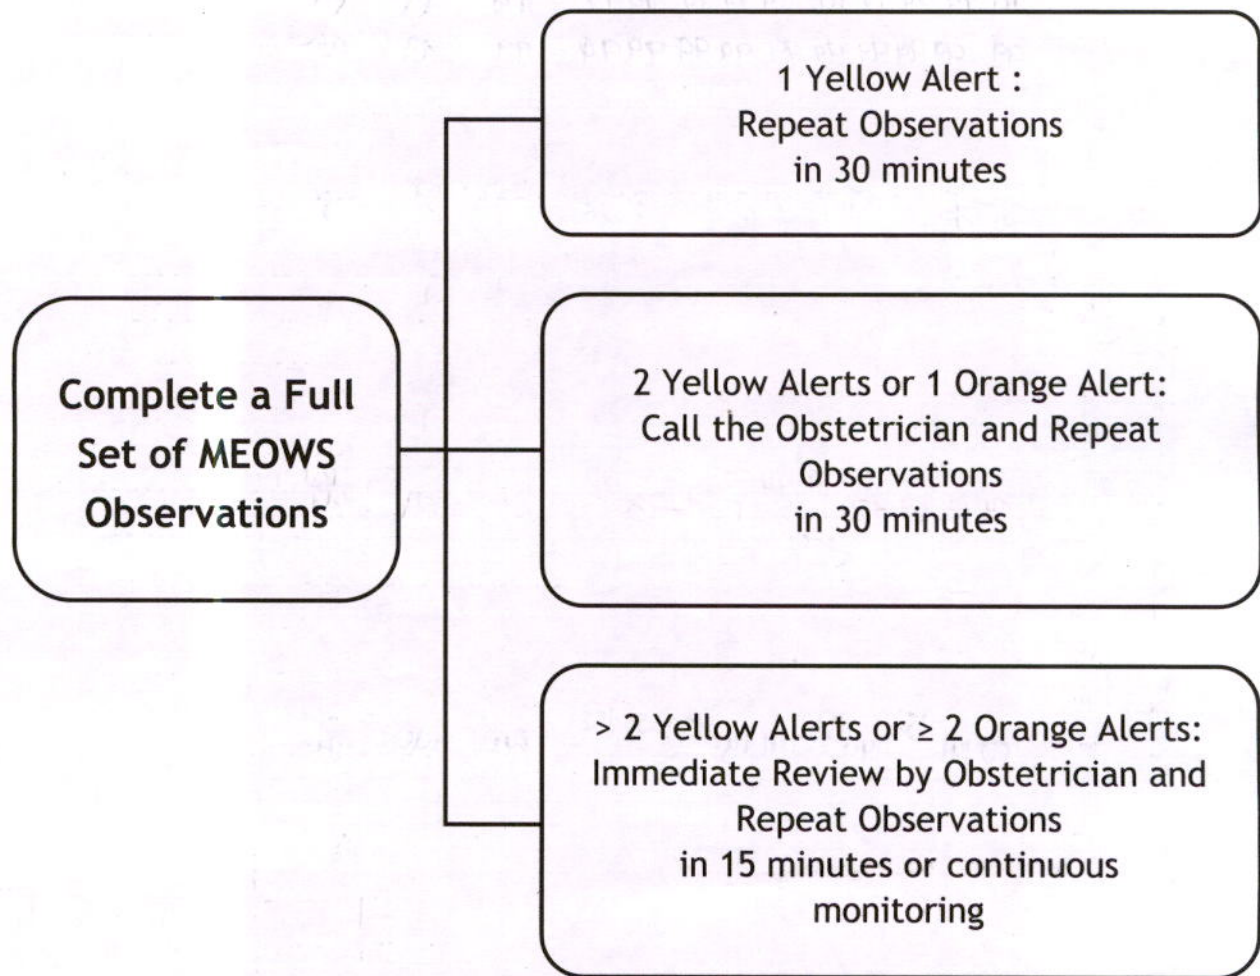 1 Yellow Alert :
Repeat Observations
in 30 minutes
Complete a Full
Set of MEOWS
Observations
2 Yellow Alerts or 1 Orange Alert:
Call the Obstetrician and Repeat
Observations
in 30 minutes
> 2 Yellow Alerts or ≥ 2 Orange Alerts:
Immediate Review by Obstetrician and
Repeat Observations
in 15 minutes or continuous
monitoring